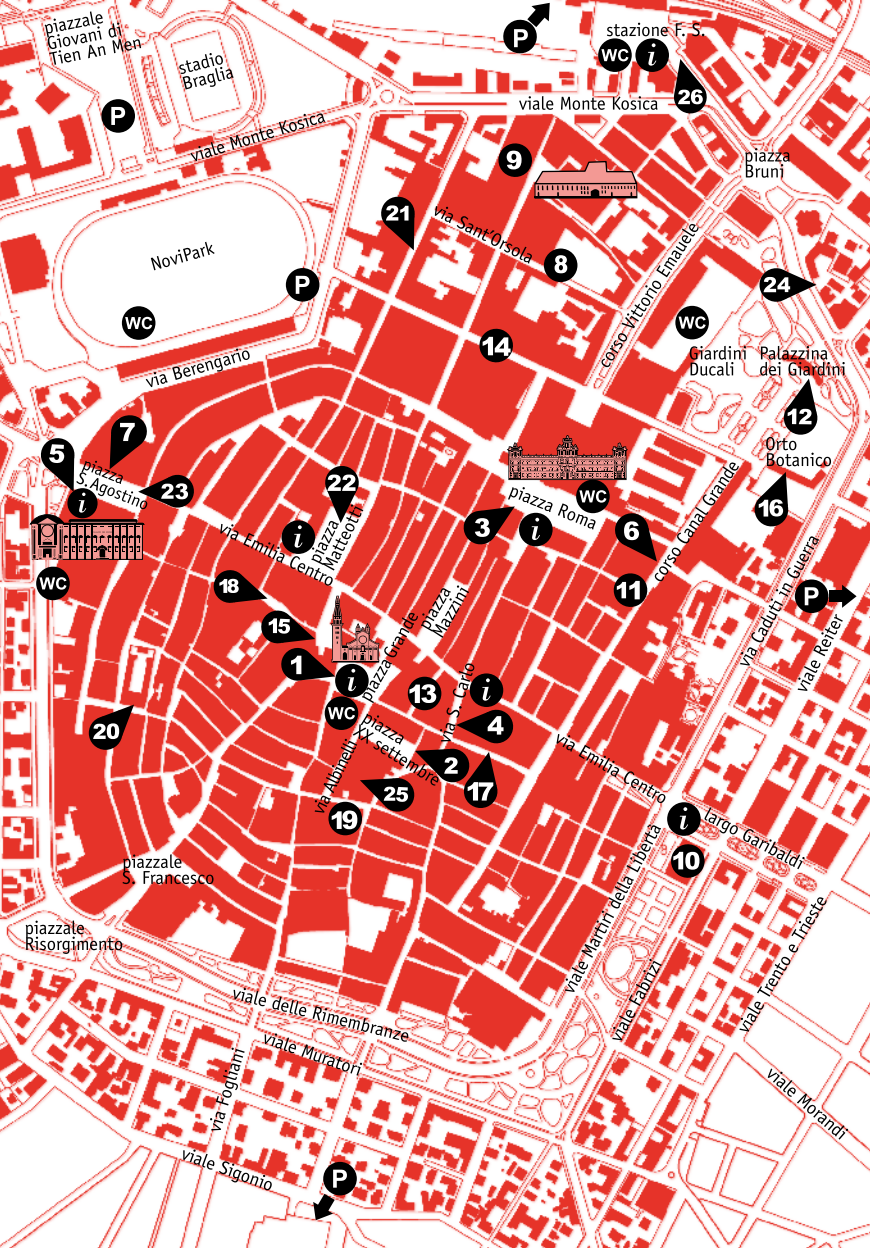 piazzale
Giovani di
Tien An Men
stadio
Braglia
P
P
stazione F. S.
WC
i
26
viale Monte Kosica
viale Monte Kosica
piazza
Bruni
9
21
via Sant'Orsola
8
NoviPark
P
WC
corso Vittorio Emauele
24
WC
14
Giardini
Ducali
Palazzina
dei Giardini
via Berengario
12
7
5
piazza
S.Agostino
i
23
Orto
Botanico
22
piazza
Matteotti
i
3
piazza Roma
WC
i
6
corso Canal Grande
16
via Emilia Centro
WC
18
11
piazza
Mazzini
P
via Caduti in Guerra
viale Reiter
15
1
i
piazza Grande
WC
13
via S. Carlo
i
4
20
piazza
XX settembre
2
17
via Albinelli
25
19
via Emilia Centro
i
largo Garibaldi
10
piazzale
S. Francesco
viale Martiri della Libertà
piazzale
Risorgimento
viale Fabrizi
viale Trento e Trieste
viale delle Rimembranze
viale Muratori
via Fogliani
viale Morandi
viale Sigonio
P